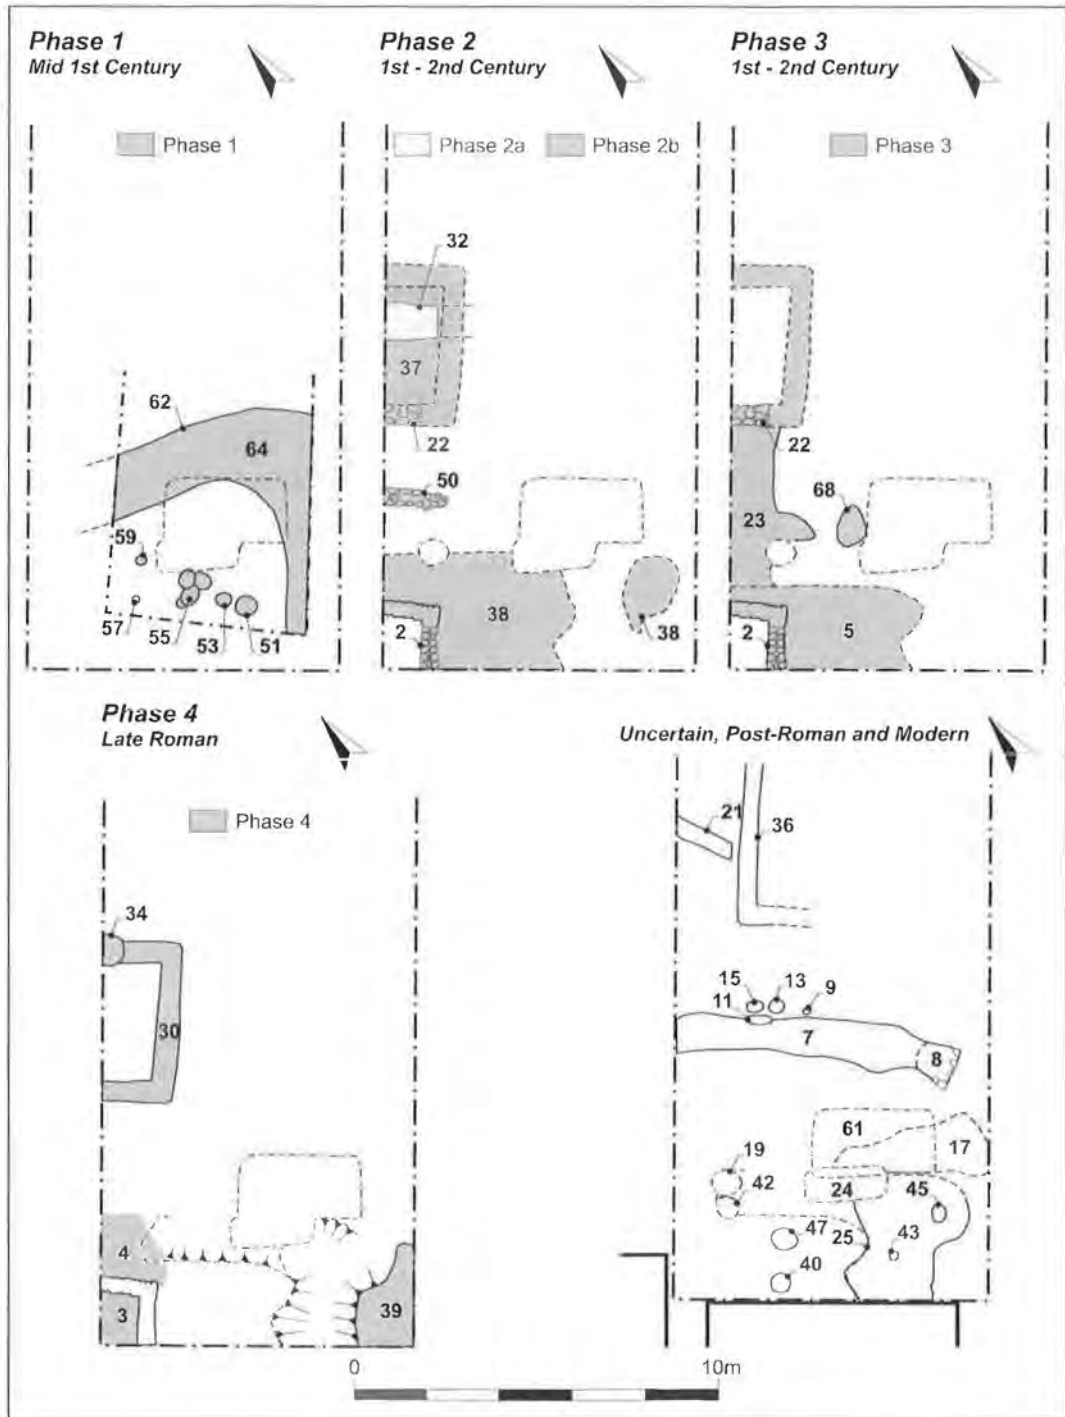 Phase 1
Mid 1st Century
Phase 1
62
64
59
57
55
53
51
Phase 2
1st - 2nd Century
Phase 2a
Phase 2b
32
37
22
50
38
2
38
Phase 3
1st - 2nd Century
Phase 3
22
68
23
2
5
Phase 4
Late Roman
Phase 4
34
30
4
3
39
Uncertain, Post-Roman and Modern
21
36
15
13
9
11
7
8
61
17
19
42
24
45
47
25
43
40
0
10m